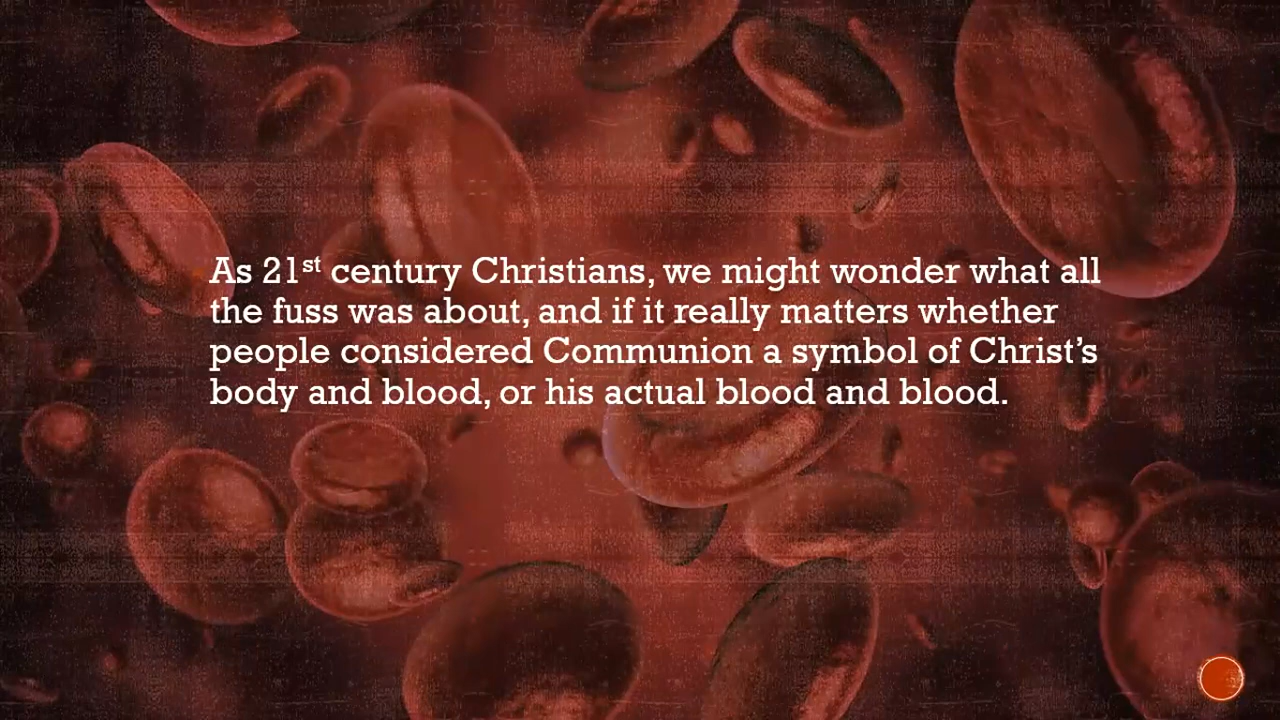 As 21st century Christians, we might wonder what all
the fuss was about, and if it really matters whether
people considered Communion a symbol of Christ’s
body and blood, or his actual blood and blood.